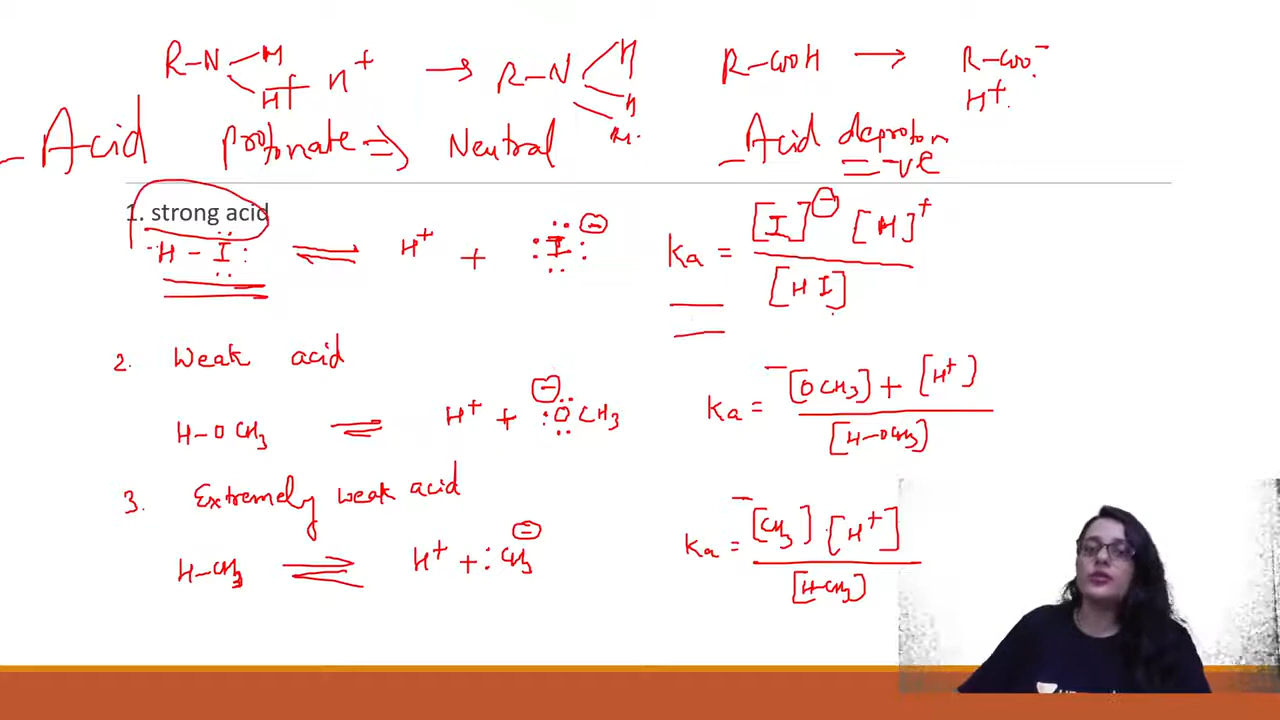 R-N H H + H⁺ → R-N H H H R-COOH → R-COO⁻ H⁺
- Acid protonate ⇒ Neutral - Acid deproton = -ve
1. strong acid
H - I ⇌ H⁺ + I⊖ Ka = [I]⊖ [H]⁺ / [HI]
2. Weak acid
H-OCH3 ⇌ H⁺ + ⊖OCH3 Ka = ⁻[OCH3] + [H⁺] / [H-OCH3]
3. Extremely weak acid
H-CH3 ⇌ H⁺ + :CH3⊖ Ka = ⁻[CH3] [H⁺] / [H-CH3]